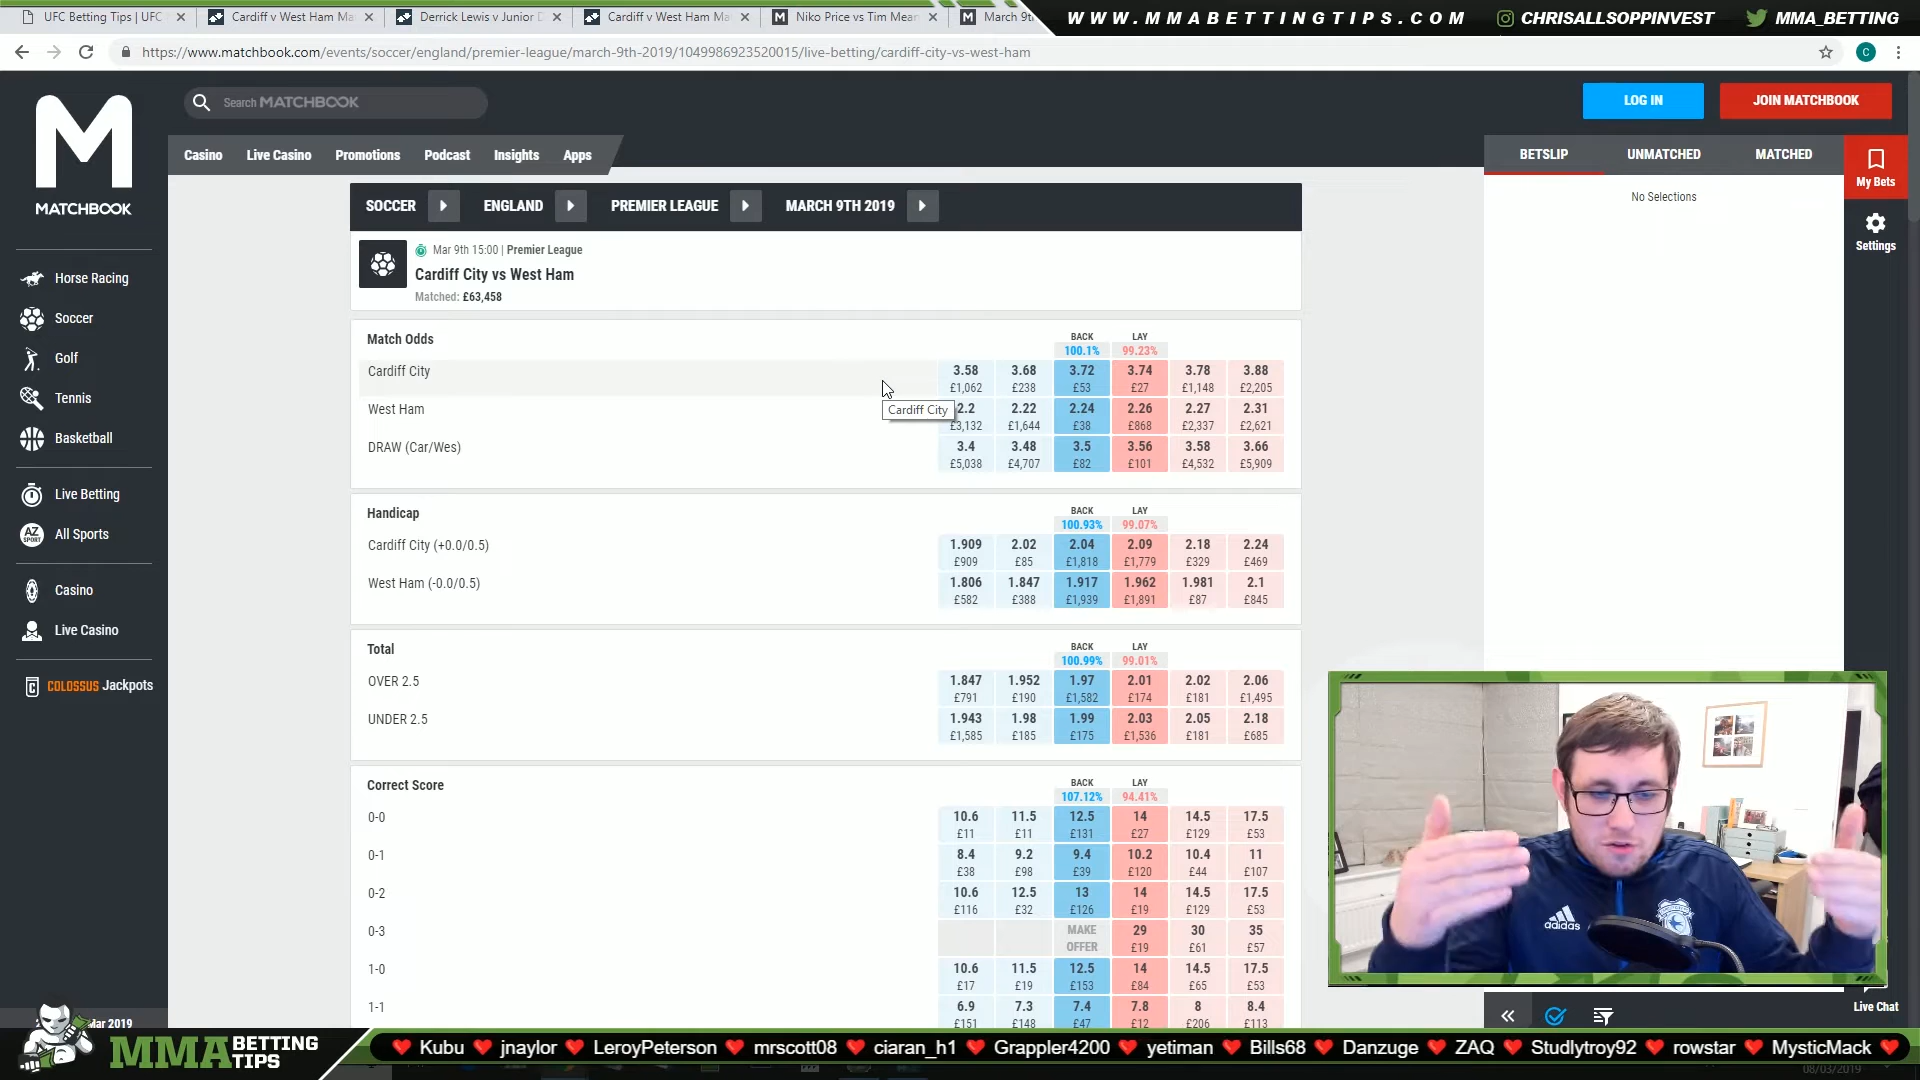 UFC Betting Tips | UFC
Cardiff v West Ham Ma
Derrick Lewis v Junior D
Cardiff v West Ham Ma
Niko Price vs Tim Mean
March 9th
WWW.MMABETTINGTIPS.COM
CHRISALLSOPPINVEST
MMA_BETTING
https://www.matchbook.com/events/soccer/england/premier-league/march-9th-2019/1049986923520015/live-betting/cardiff-city-vs-west-ham
C
MATCHBOOK
Search MATCHBOOK
LOG IN
JOIN MATCHBOOK
Casino Live Casino Promotions Podcast Insights Apps
BETSLIP UNMATCHED MATCHED
No Selections
My Bets
Settings
Horse Racing
Soccer
Golf
Tennis
Basketball
Live Betting
AZ SPORT All Sports
Casino
Live Casino
COLOSSUS Jackpots
SOCCER ENGLAND PREMIER LEAGUE MARCH 9TH 2019
Mar 9th 15:00 | Premier League
Cardiff City vs West Ham
Matched: £63,458
Match Odds BACK LAY
100.1% 99.23%
Cardiff City 3.58 3.68 3.72 3.74 3.78 3.88
£1,062 £238 £53 £27 £1,148 £2,205
Cardiff City
West Ham 2.2 2.22 2.24 2.26 2.27 2.31
£3,132 £1,644 £38 £868 £2,337 £2,621
DRAW (Car/Wes) 3.4 3.48 3.5 3.56 3.58 3.66
£5,038 £4,707 £82 £101 £4,532 £5,909
Handicap BACK LAY
100.93% 99.07%
Cardiff City (+0.0/0.5) 1.909 2.02 2.04 2.09 2.18 2.24
£909 £85 £1,818 £1,779 £329 £469
West Ham (-0.0/0.5) 1.806 1.847 1.917 1.962 1.981 2.1
£582 £388 £1,939 £1,891 £87 £845
Total BACK LAY
100.99% 99.01%
OVER 2.5 1.847 1.952 1.97 2.01 2.02 2.06
£791 £190 £1,582 £174 £181 £1,495
UNDER 2.5 1.943 1.98 1.99 2.03 2.05 2.18
£1,585 £185 £175 £1,536 £181 £685
Correct Score BACK LAY
107.12% 94.41%
0-0 10.6 11.5 12.5 14 14.5 17.5
£11 £11 £131 £27 £129 £53
0-1 8.4 9.2 9.4 10.2 10.4 11
£38 £98 £39 £120 £44 £107
0-2 10.6 12.5 13 14 14.5 17.5
£116 £32 £126 £19 £129 £53
0-3 MAKE OFFER 29 30 35
£19 £61 £57
1-0 10.6 11.5 12.5 14 14.5 17.5
£17 £19 £153 £84 £65 £53
1-1 6.9 7.3 7.4 7.8 8 8.4
£151 £148 £47 £12 £206 £113
adidas
Live Chat
Mar 2019
MMA BETTING TIPS
Kubu jnaylor LeroyPeterson mrscott08 ciaran_h1 Grappler4200 yetiman Bills68 Danzuge ZAQ Studlytroy92 rowstar MysticMack
08/03/2019